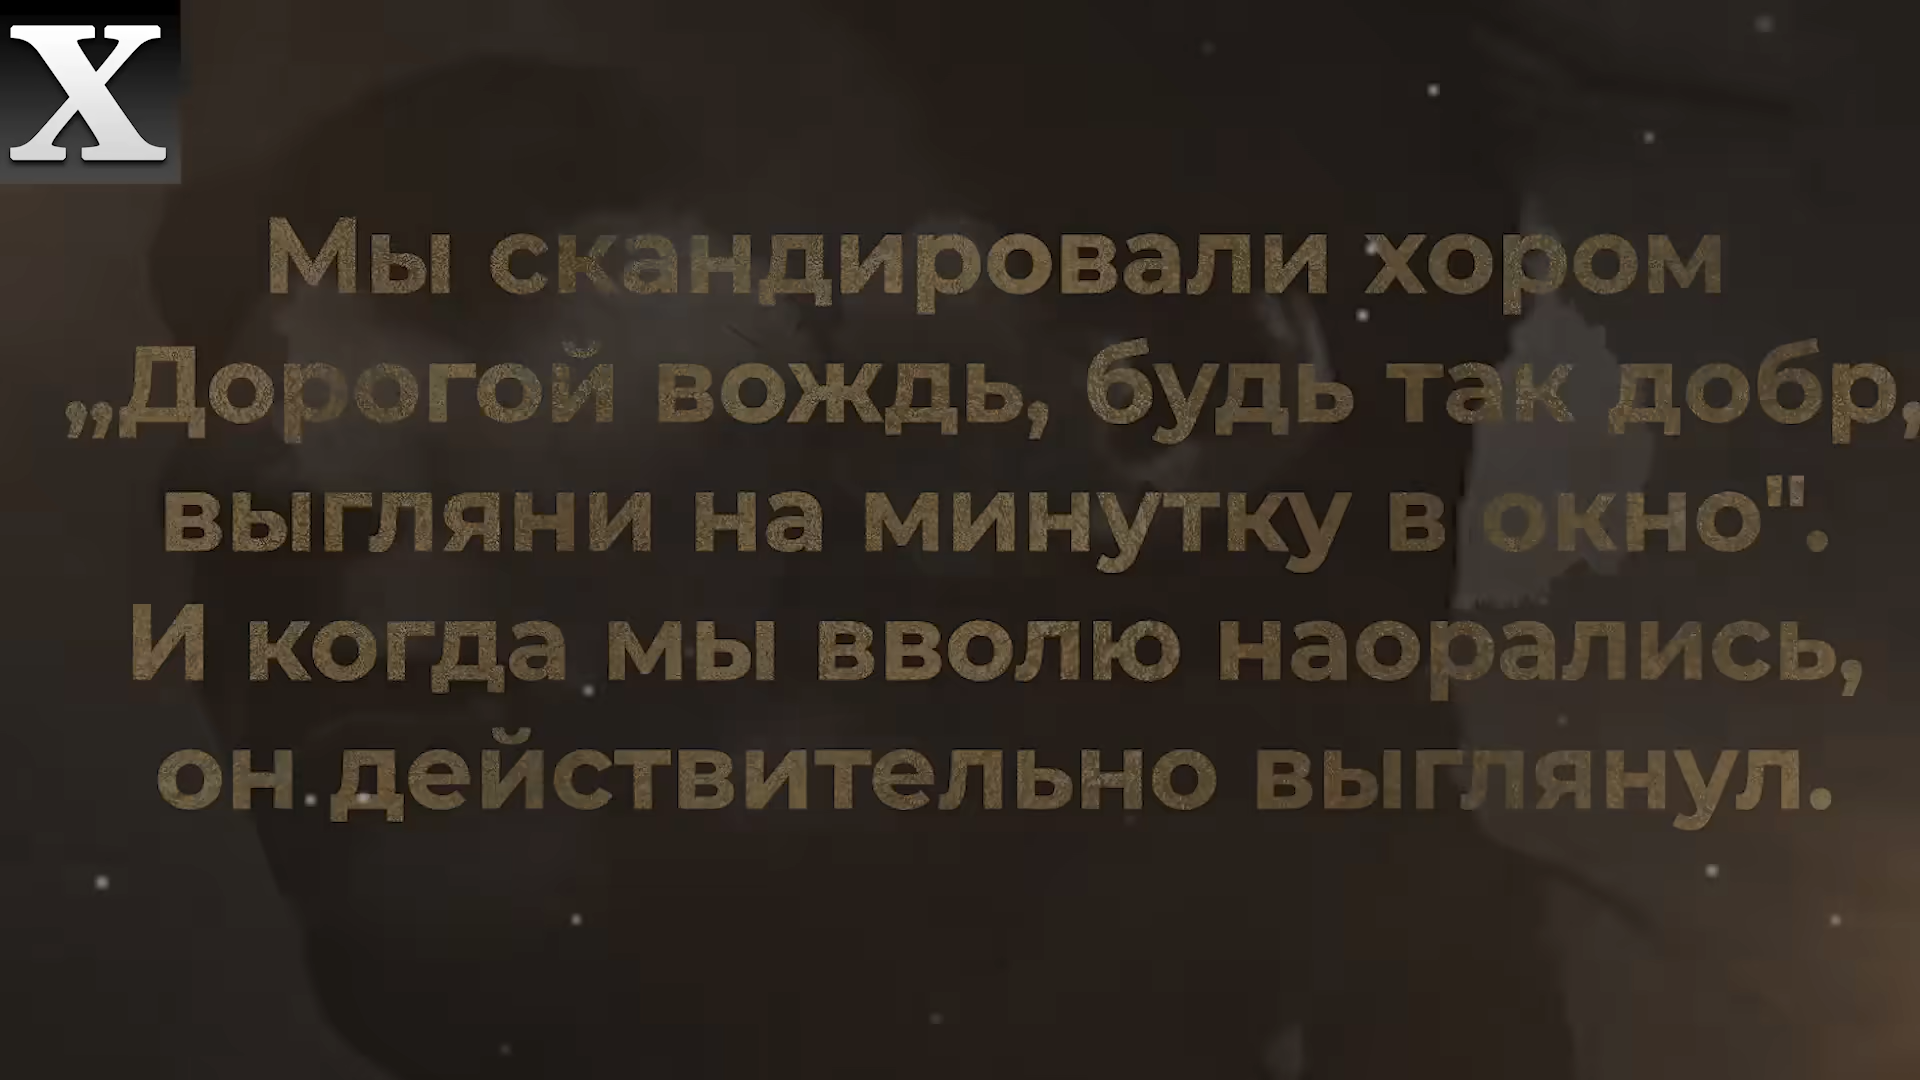 X
Мы скандировали хором
„Дорогой вождь, будь так добр,
выгляни на минутку в окно".
И когда мы вволю наорались,
он действительно выглянул.